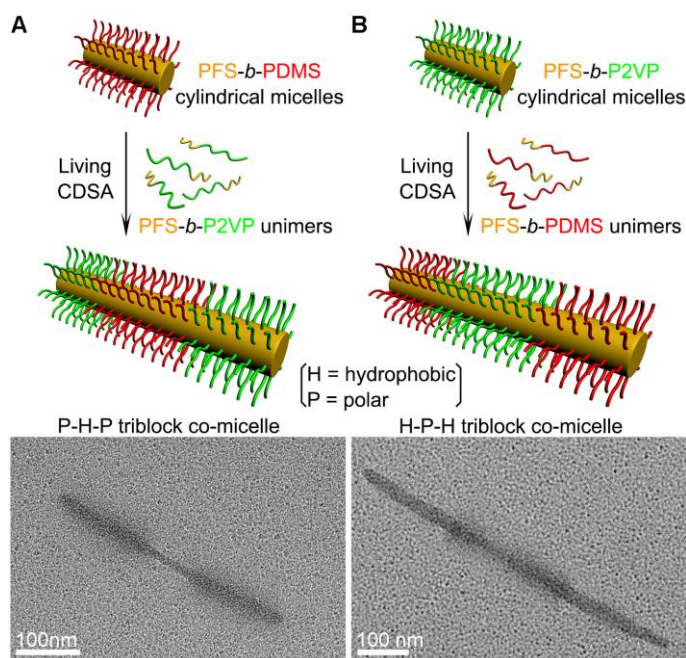 A
PFS-b-PDMS
cylindrical micelles
Living
CDSA
PFS-b-P2VP unimers
P-H-P triblock co-micelle
100nm
B
PFS-b-P2VP
cylindrical micelles
Living
CDSA
PFS-b-PDMS unimers
H = hydrophobic
P = polar
H-P-H triblock co-micelle
100 nm